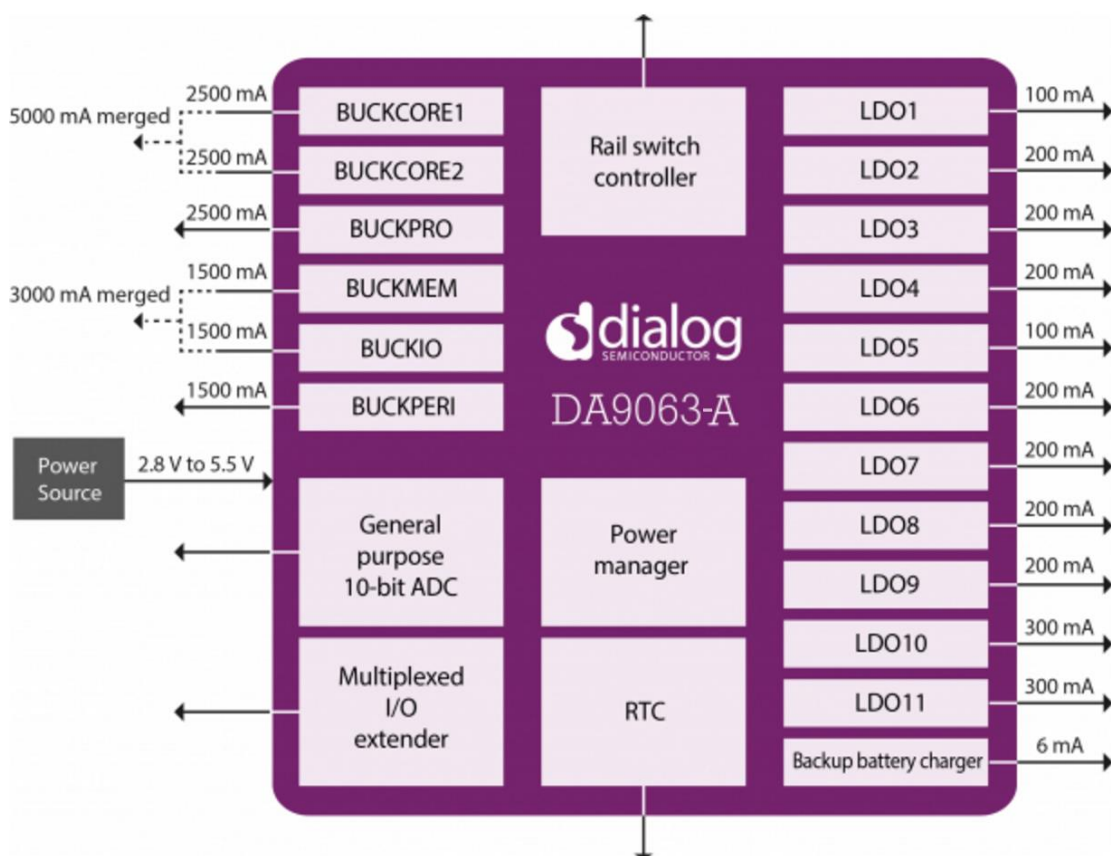 2500 mA
5000 mA merged
2500 mA
2500 mA
1500 mA
3000 mA merged
1500 mA
1500 mA
Power
Source
2.8 V to 5.5 V
BUCKCORE1
BUCKCORE2
BUCKPRO
BUCKMEM
BUCKIO
BUCKPERI
General
purpose
10-bit ADC
Multiplexed
I/O
extender
Rail switch
controller
dialog
SEMICONDUCTOR
DA9063-A
Power
manager
RTC
LDO1
100 mA
LDO2
200 mA
LDO3
200 mA
LDO4
200 mA
LDO5
100 mA
LDO6
200 mA
LDO7
200 mA
LDO8
200 mA
LDO9
200 mA
LDO10
300 mA
LDO11
300 mA
Backup battery charger
6 mA